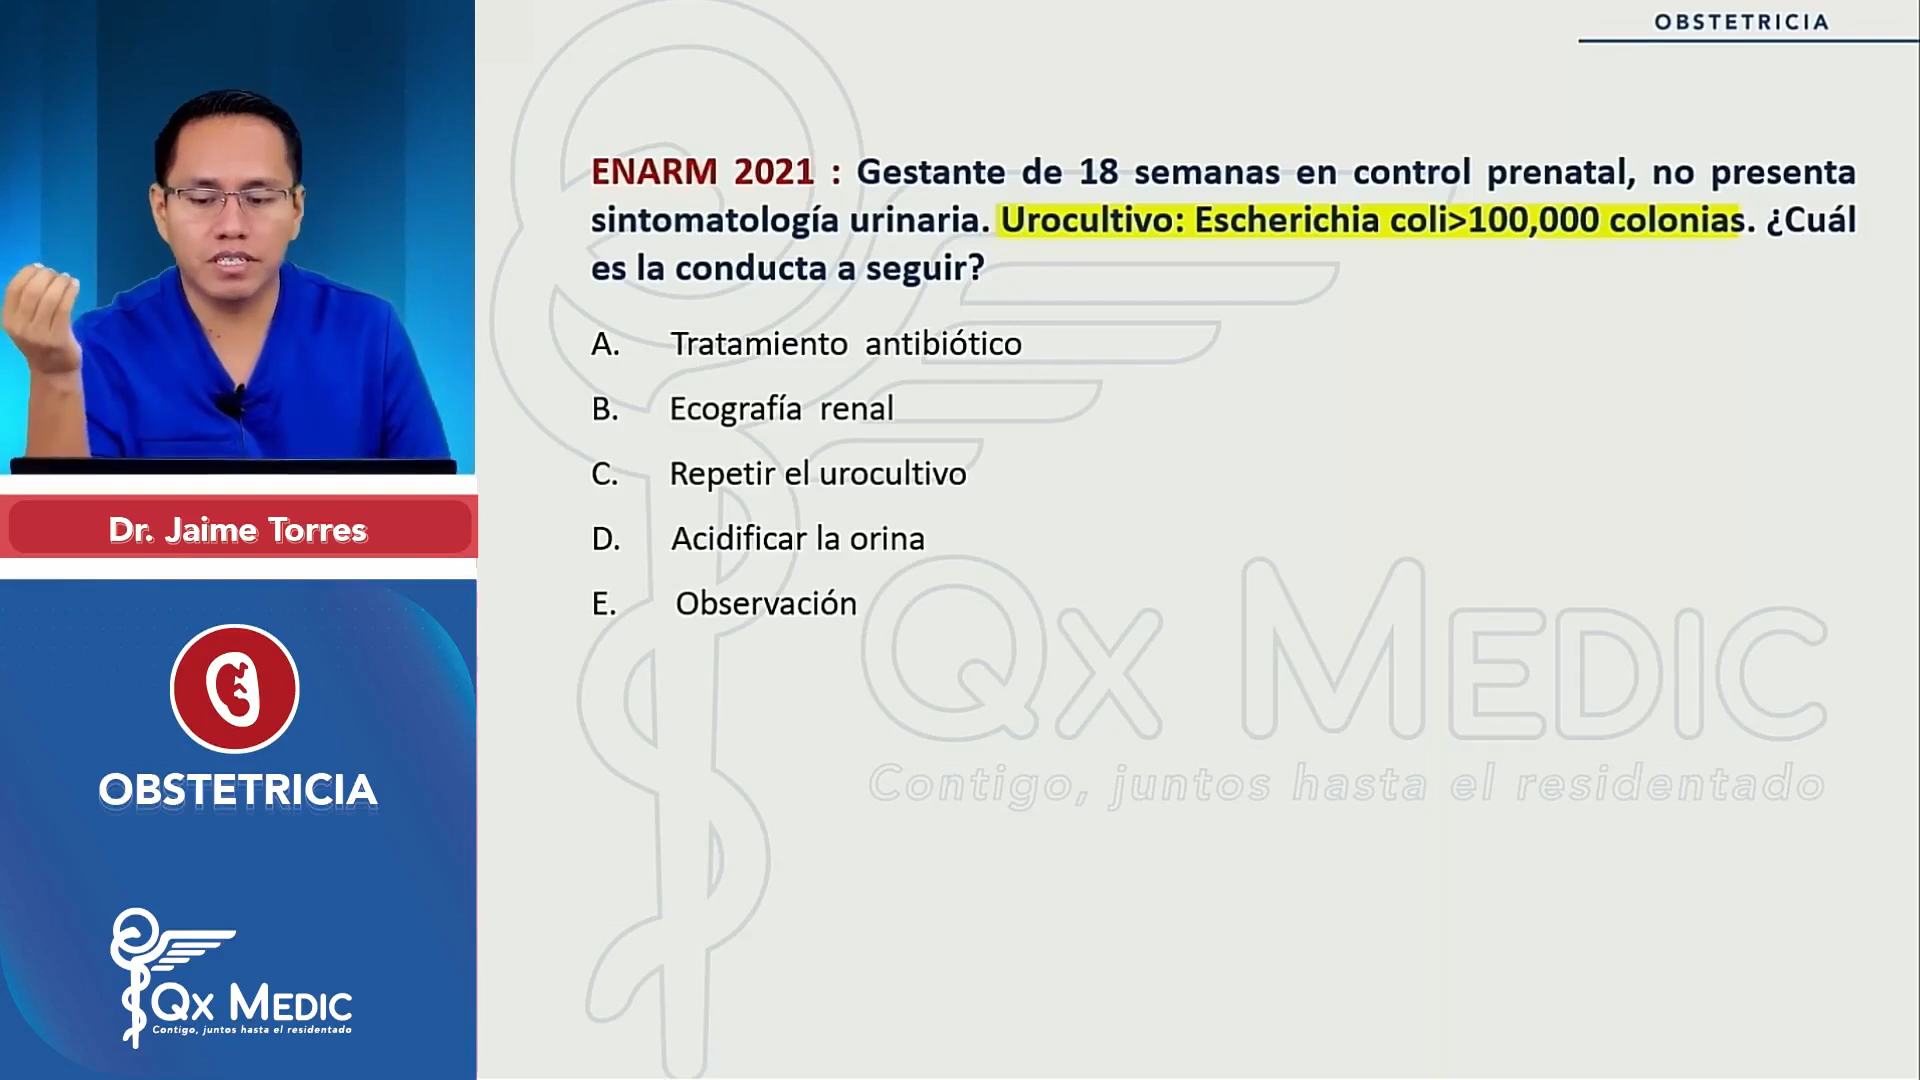 OBSTETRICIA
ENARM 2021 : Gestante de 18 semanas en control prenatal, no presenta
sintomatología urinaria. Urocultivo: Escherichia coli>100,000 colonias. ¿Cuál
es la conducta a seguir?
A. Tratamiento antibiótico
B. Ecografía renal
C. Repetir el urocultivo
D. Acidificar la orina
E. Observación
QX MEDIC
Contigo, juntos hasta el residentado
Dr. Jaime Torres
OBSTETRICIA
QX MEDIC
Contigo, juntos hasta el residentado